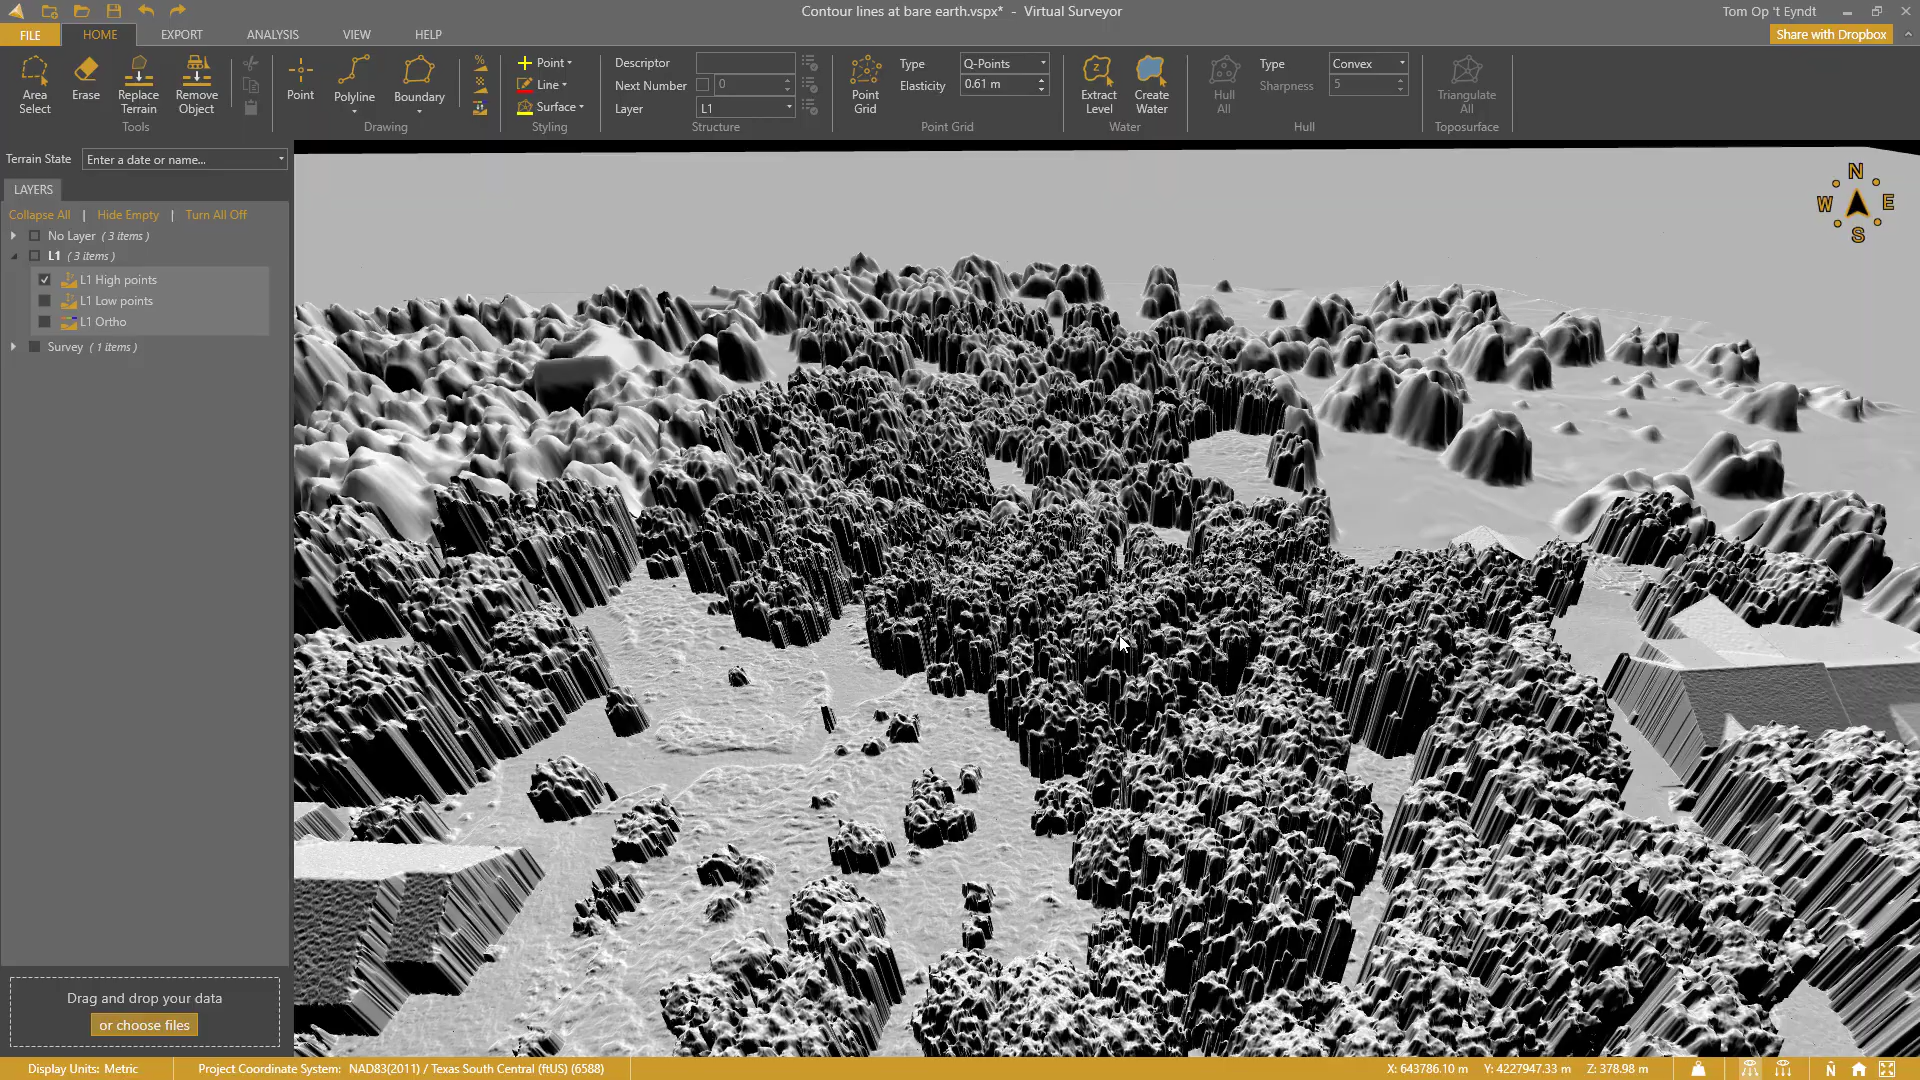 Contour lines at bare earth.vspx* - Virtual Surveyor
Tom Op 't Eyndt
FILE HOME EXPORT ANALYSIS VIEW HELP
Share with Dropbox
Area Select
Erase
Replace Terrain
Remove Object
Tools
Point
Polyline
Boundary
Drawing
Point
Line
Surface
Styling
Descriptor
Next Number 0
Layer L1
Structure
Point Grid
Type Q-Points
Elasticity 0.61 m
Point Grid
Extract Level
Create Water
Water
Hull All
Type Convex
Sharpness 5
Hull
Triangulate All
Toposurface
Terrain State Enter a date or name...
LAYERS
Collapse All | Hide Empty | Turn All Off
No Layer ( 3 items )
L1 ( 3 items )
L1 High points
L1 Low points
L1 Ortho
Survey ( 1 items )
N
W E
S
Drag and drop your data
or choose files
Display Units: Metric
Project Coordinate System: NAD83(2011) / Texas South Central (ftUS) (6588)
X: 643786.10 m Y: 4227947.33 m Z: 378.98 m